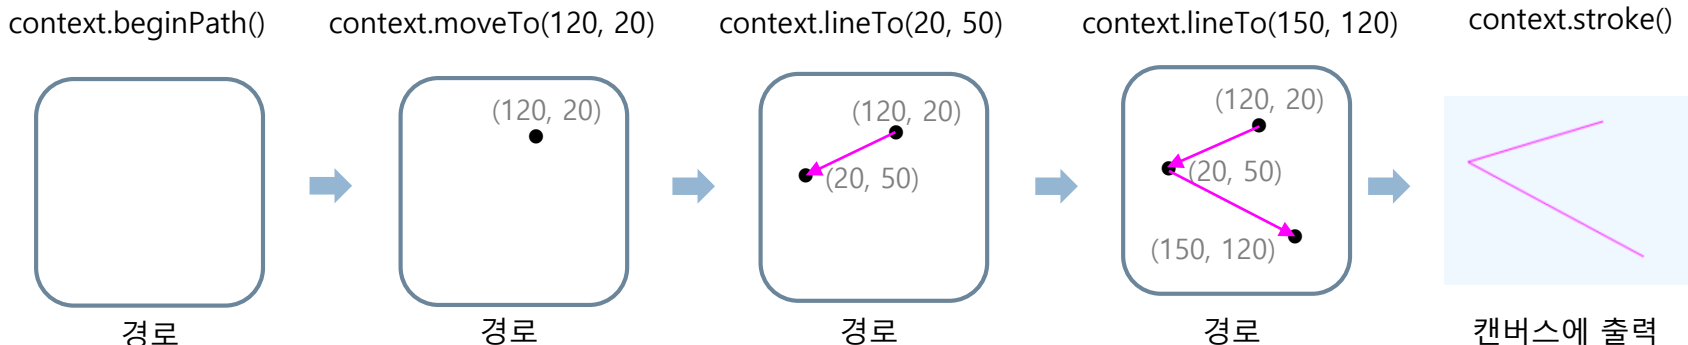 context.beginPath()
context.moveTo(120, 20)
context.lineTo(20, 50)
context.lineTo(150, 120)
context.stroke()
(120, 20)
(120, 20)
(20, 50)
(120, 20)
(20, 50)
(150, 120)
경로
경로
경로
경로
캔버스에 출력